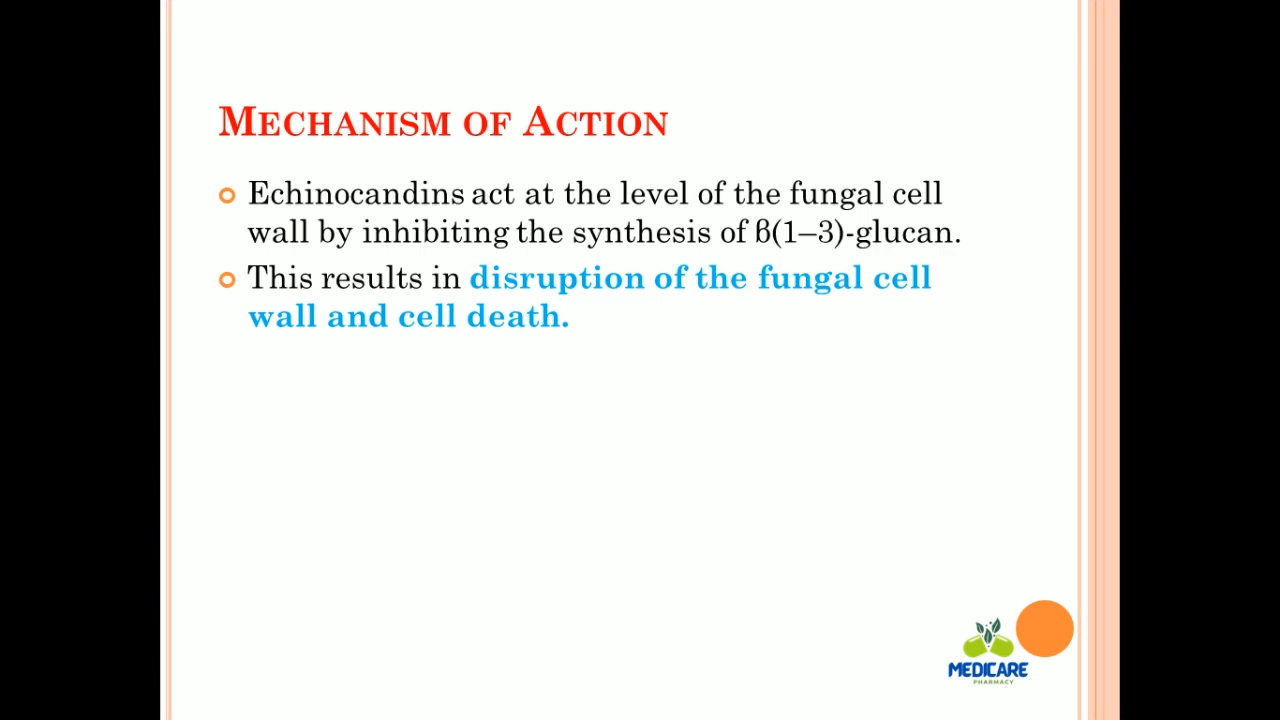 MECHANISM OF ACTION
Echinocandins act at the level of the fungal cell
wall by inhibiting the synthesis of β(1–3)-glucan.
This results in disruption of the fungal cell
wall and cell death.
MEDICARE
PHARMACY